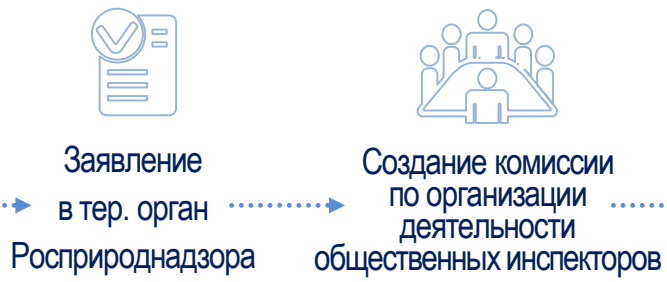 Заявление
в тер. орган
Росприроднадзора
Создание комиссии
по организации
деятельности
общественных инспекторов